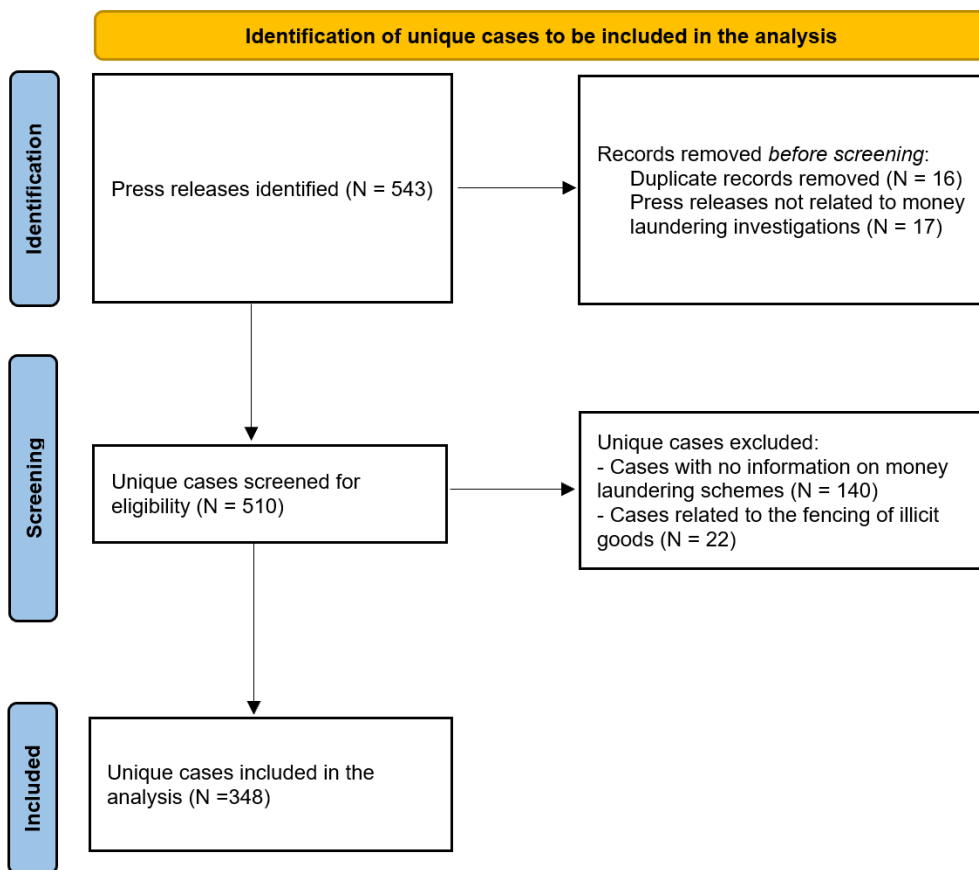 Identification of unique cases to be included in the analysis
Identification
Press releases identified (N = 543)
Records removed before screening:
Duplicate records removed (N = 16)
Press releases not related to money
laundering investigations (N = 17)
Screening
Unique cases screened for
eligibility (N = 510)
Unique cases excluded:
- Cases with no information on money
laundering schemes (N = 140)
- Cases related to the fencing of illicit
goods (N = 22)
Included
Unique cases included in the
analysis (N =348)